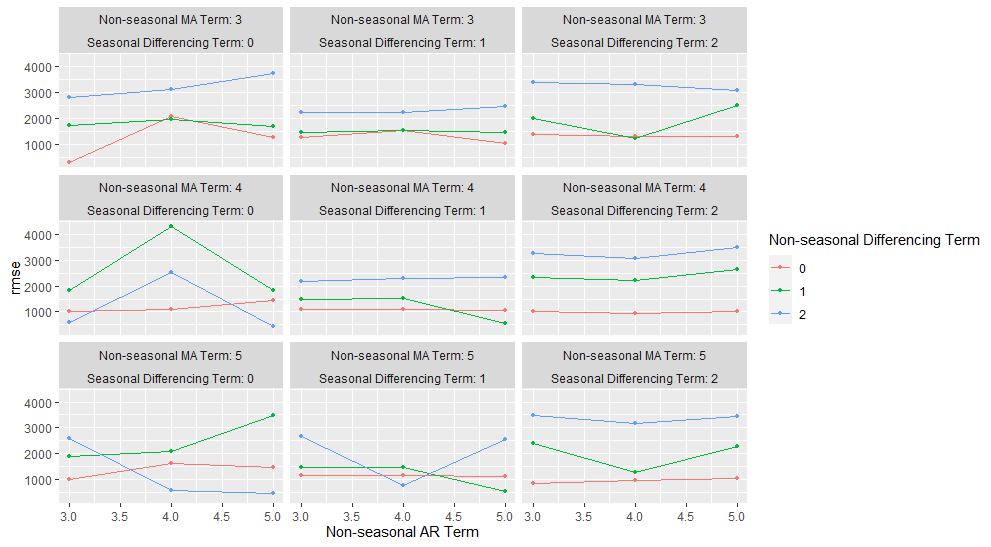 Non-seasonal MA Term: 3 Non-seasonal MA Term: 3 Non-seasonal MA Term: 3
Seasonal Differencing Term: 0 Seasonal Differencing Term: 1 Seasonal Differencing Term: 2
4000
3000
2000
1000
Non-seasonal MA Term: 4 Non-seasonal MA Term: 4 Non-seasonal MA Term: 4
Seasonal Differencing Term: 0 Seasonal Differencing Term: 1 Seasonal Differencing Term: 2
4000
3000
2000
1000
rmse
Non-seasonal MA Term: 5 Non-seasonal MA Term: 5 Non-seasonal MA Term: 5
Seasonal Differencing Term: 0 Seasonal Differencing Term: 1 Seasonal Differencing Term: 2
4000
3000
2000
1000
3.0 3.5 4.0 4.5 5.0 3.0 3.5 4.0 4.5 5.0 3.0 3.5 4.0 4.5 5.0
Non-seasonal AR Term
Non-seasonal Differencing Term
0
1
2